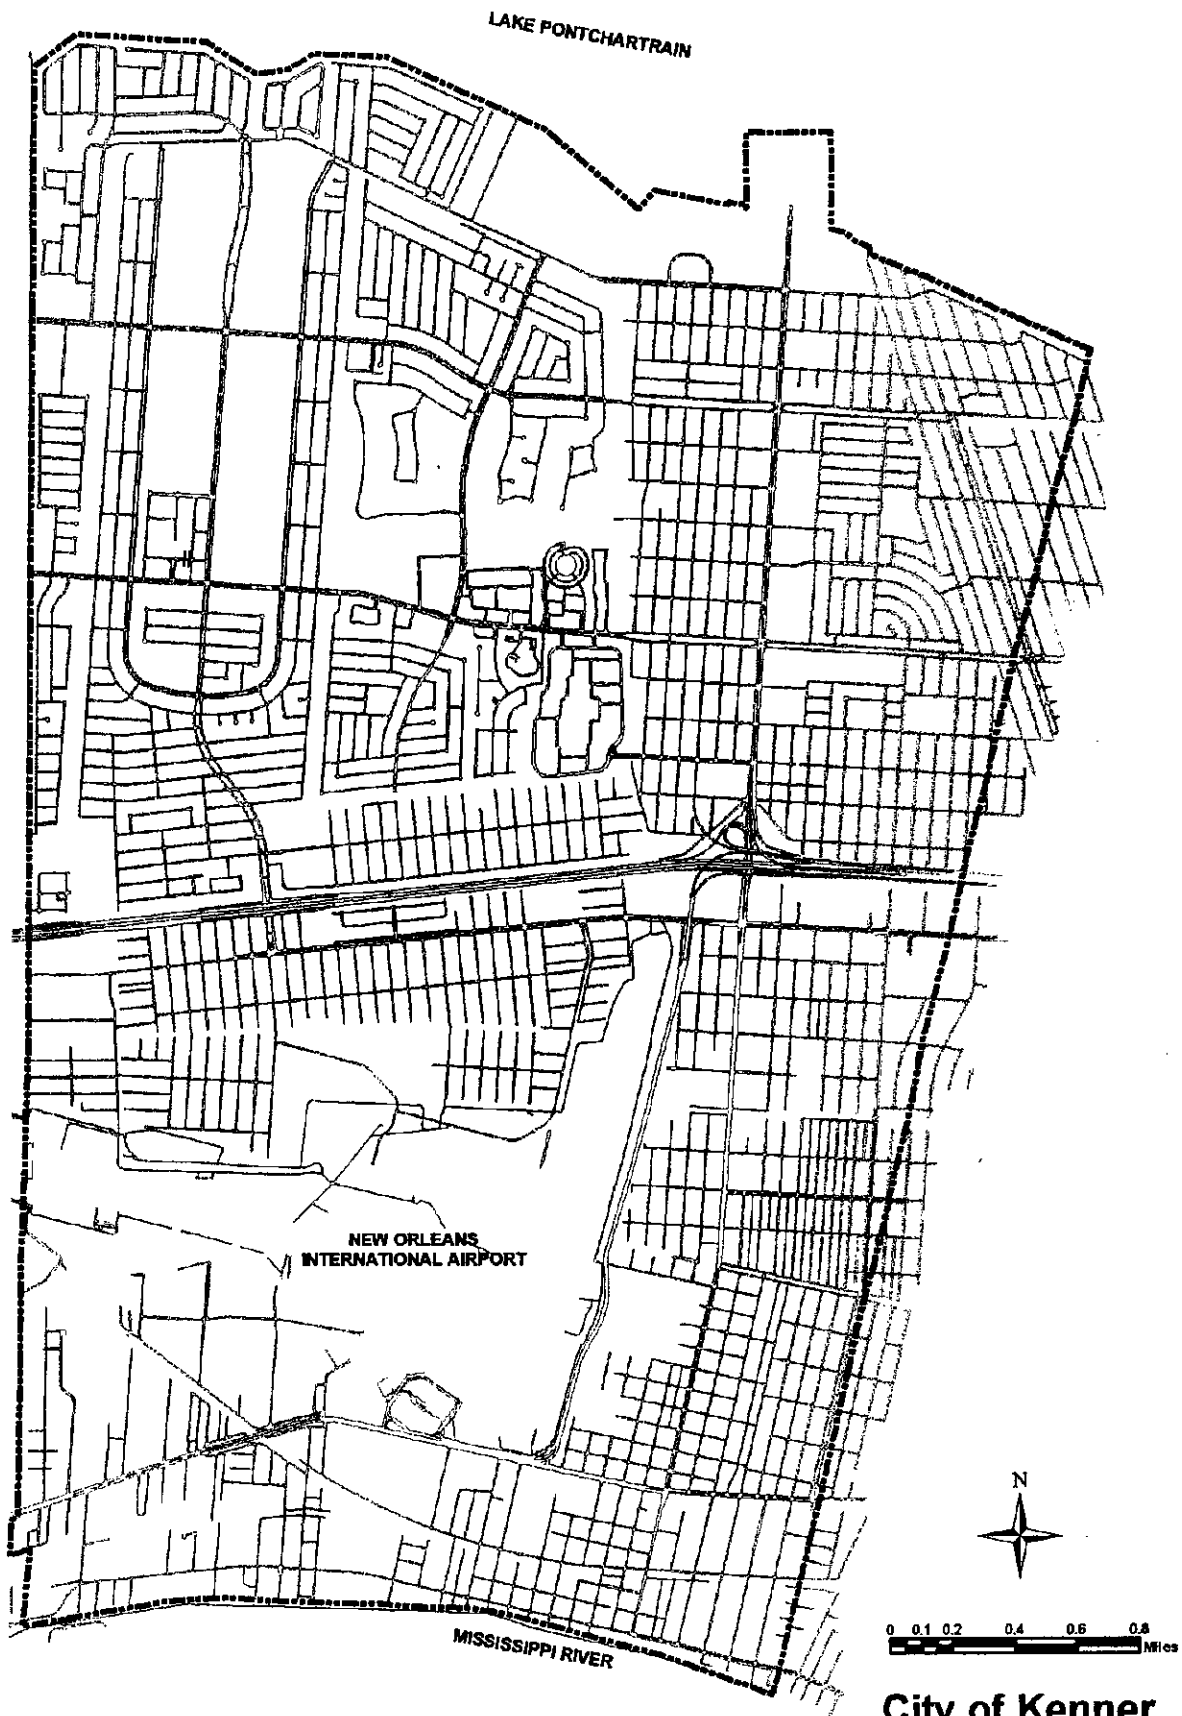 LAKE PONTCHARTRAIN
NEW ORLEANS
INTERNATIONAL AIRPORT
N
0 0.1 0.2 0.4 0.6 0.8
Miles
MISSISSIPPI RIVER
City of Kenner